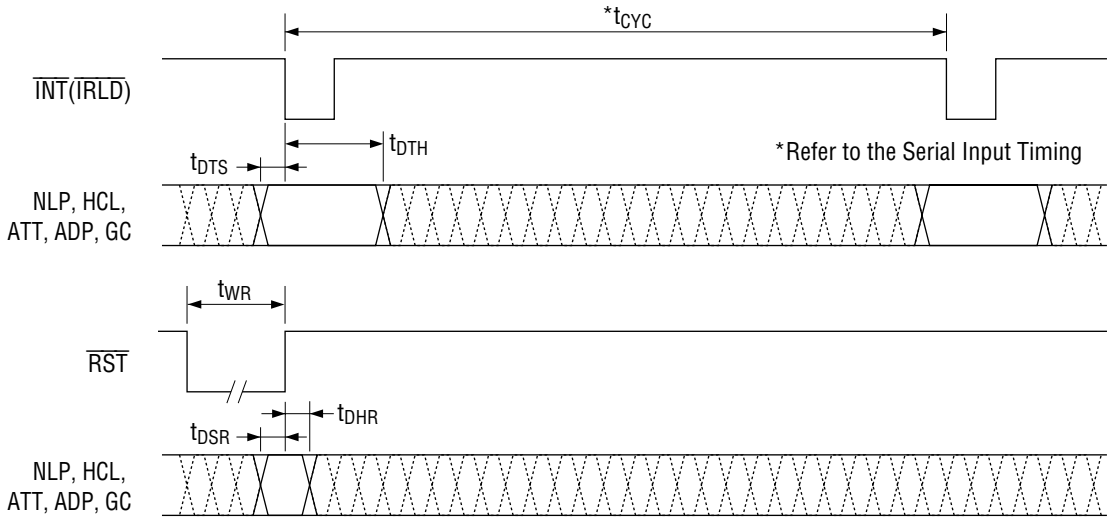 *tCYC
INT(IRLD)
tDTH
tDTS
*Refer to the Serial Input Timing
NLP, HCL,
ATT, ADP, GC
tWR
RST
tDHR
tDSR
NLP, HCL,
ATT, ADP, GC